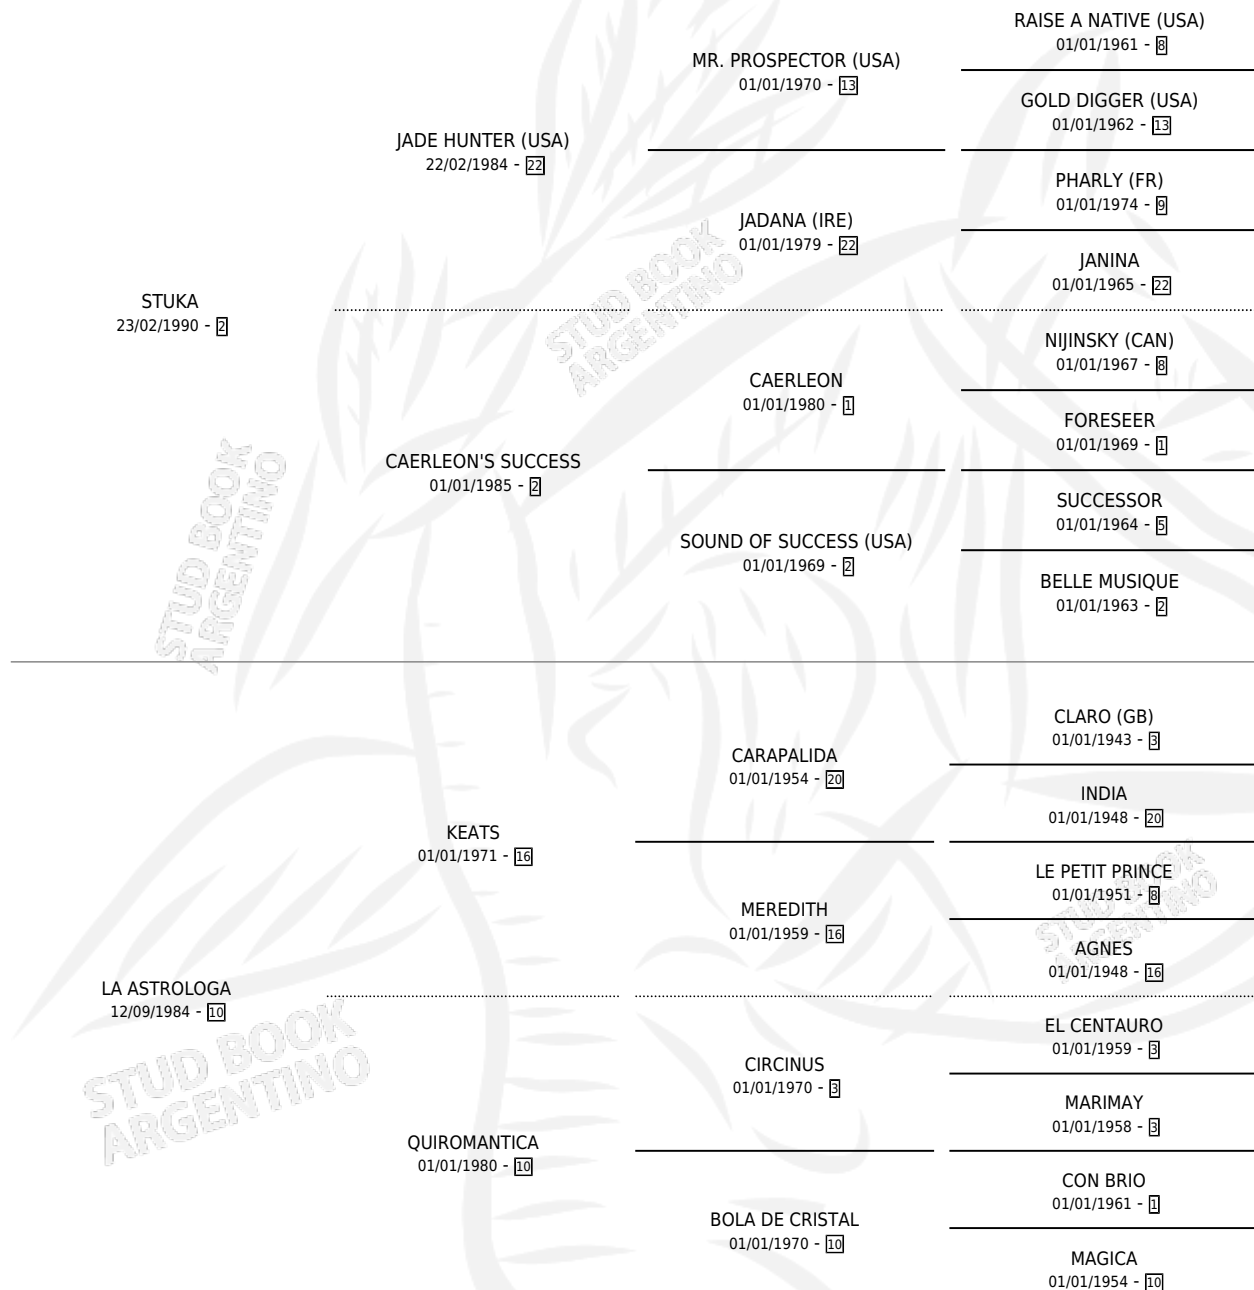 RAISE A NATIVE (USA)
01/01/1961 - 8
MR. PROSPECTOR (USA)
01/01/1970 - 13
GOLD DIGGER (USA)
01/01/1962 - 13
JADE HUNTER (USA)
22/02/1984 - 22
PHARLY (FR)
01/01/1974 - 9
JADANA (IRE)
01/01/1979 - 22
JANINA
01/01/1965 - 22
STUKA
23/02/1990 - 2
NIJINSKY (CAN)
01/01/1967 - 8
CAERLEON
01/01/1980 - 1
FORESEER
01/01/1969 - 1
CAERLEON'S SUCCESS
01/01/1985 - 2
SUCCESSOR
01/01/1964 - 5
SOUND OF SUCCESS (USA)
01/01/1969 - 2
BELLE MUSIQUE
01/01/1963 - 2
STUD BOOK
ARGENTINO
STUD BOOK
ARGENTINO
CLARO (GB)
01/01/1943 - 3
CARAPALIDA
01/01/1954 - 20
INDIA
01/01/1948 - 20
KEATS
01/01/1971 - 16
LE PETIT PRINCE
01/01/1951 - 8
MEREDITH
01/01/1959 - 16
AGNES
01/01/1948 - 16
LA ASTROLOGA
12/09/1984 - 10
EL CENTAURO
01/01/1959 - 3
CIRCINUS
01/01/1970 - 3
MARIMAY
01/01/1958 - 3
QUIROMANTICA
01/01/1980 - 10
CON BRIO
01/01/1961 - 1
BOLA DE CRISTAL
01/01/1970 - 10
MAGICA
01/01/1954 - 10
STUD BOOK
ARGENTINO
STUD BOOK
ARGENTINO